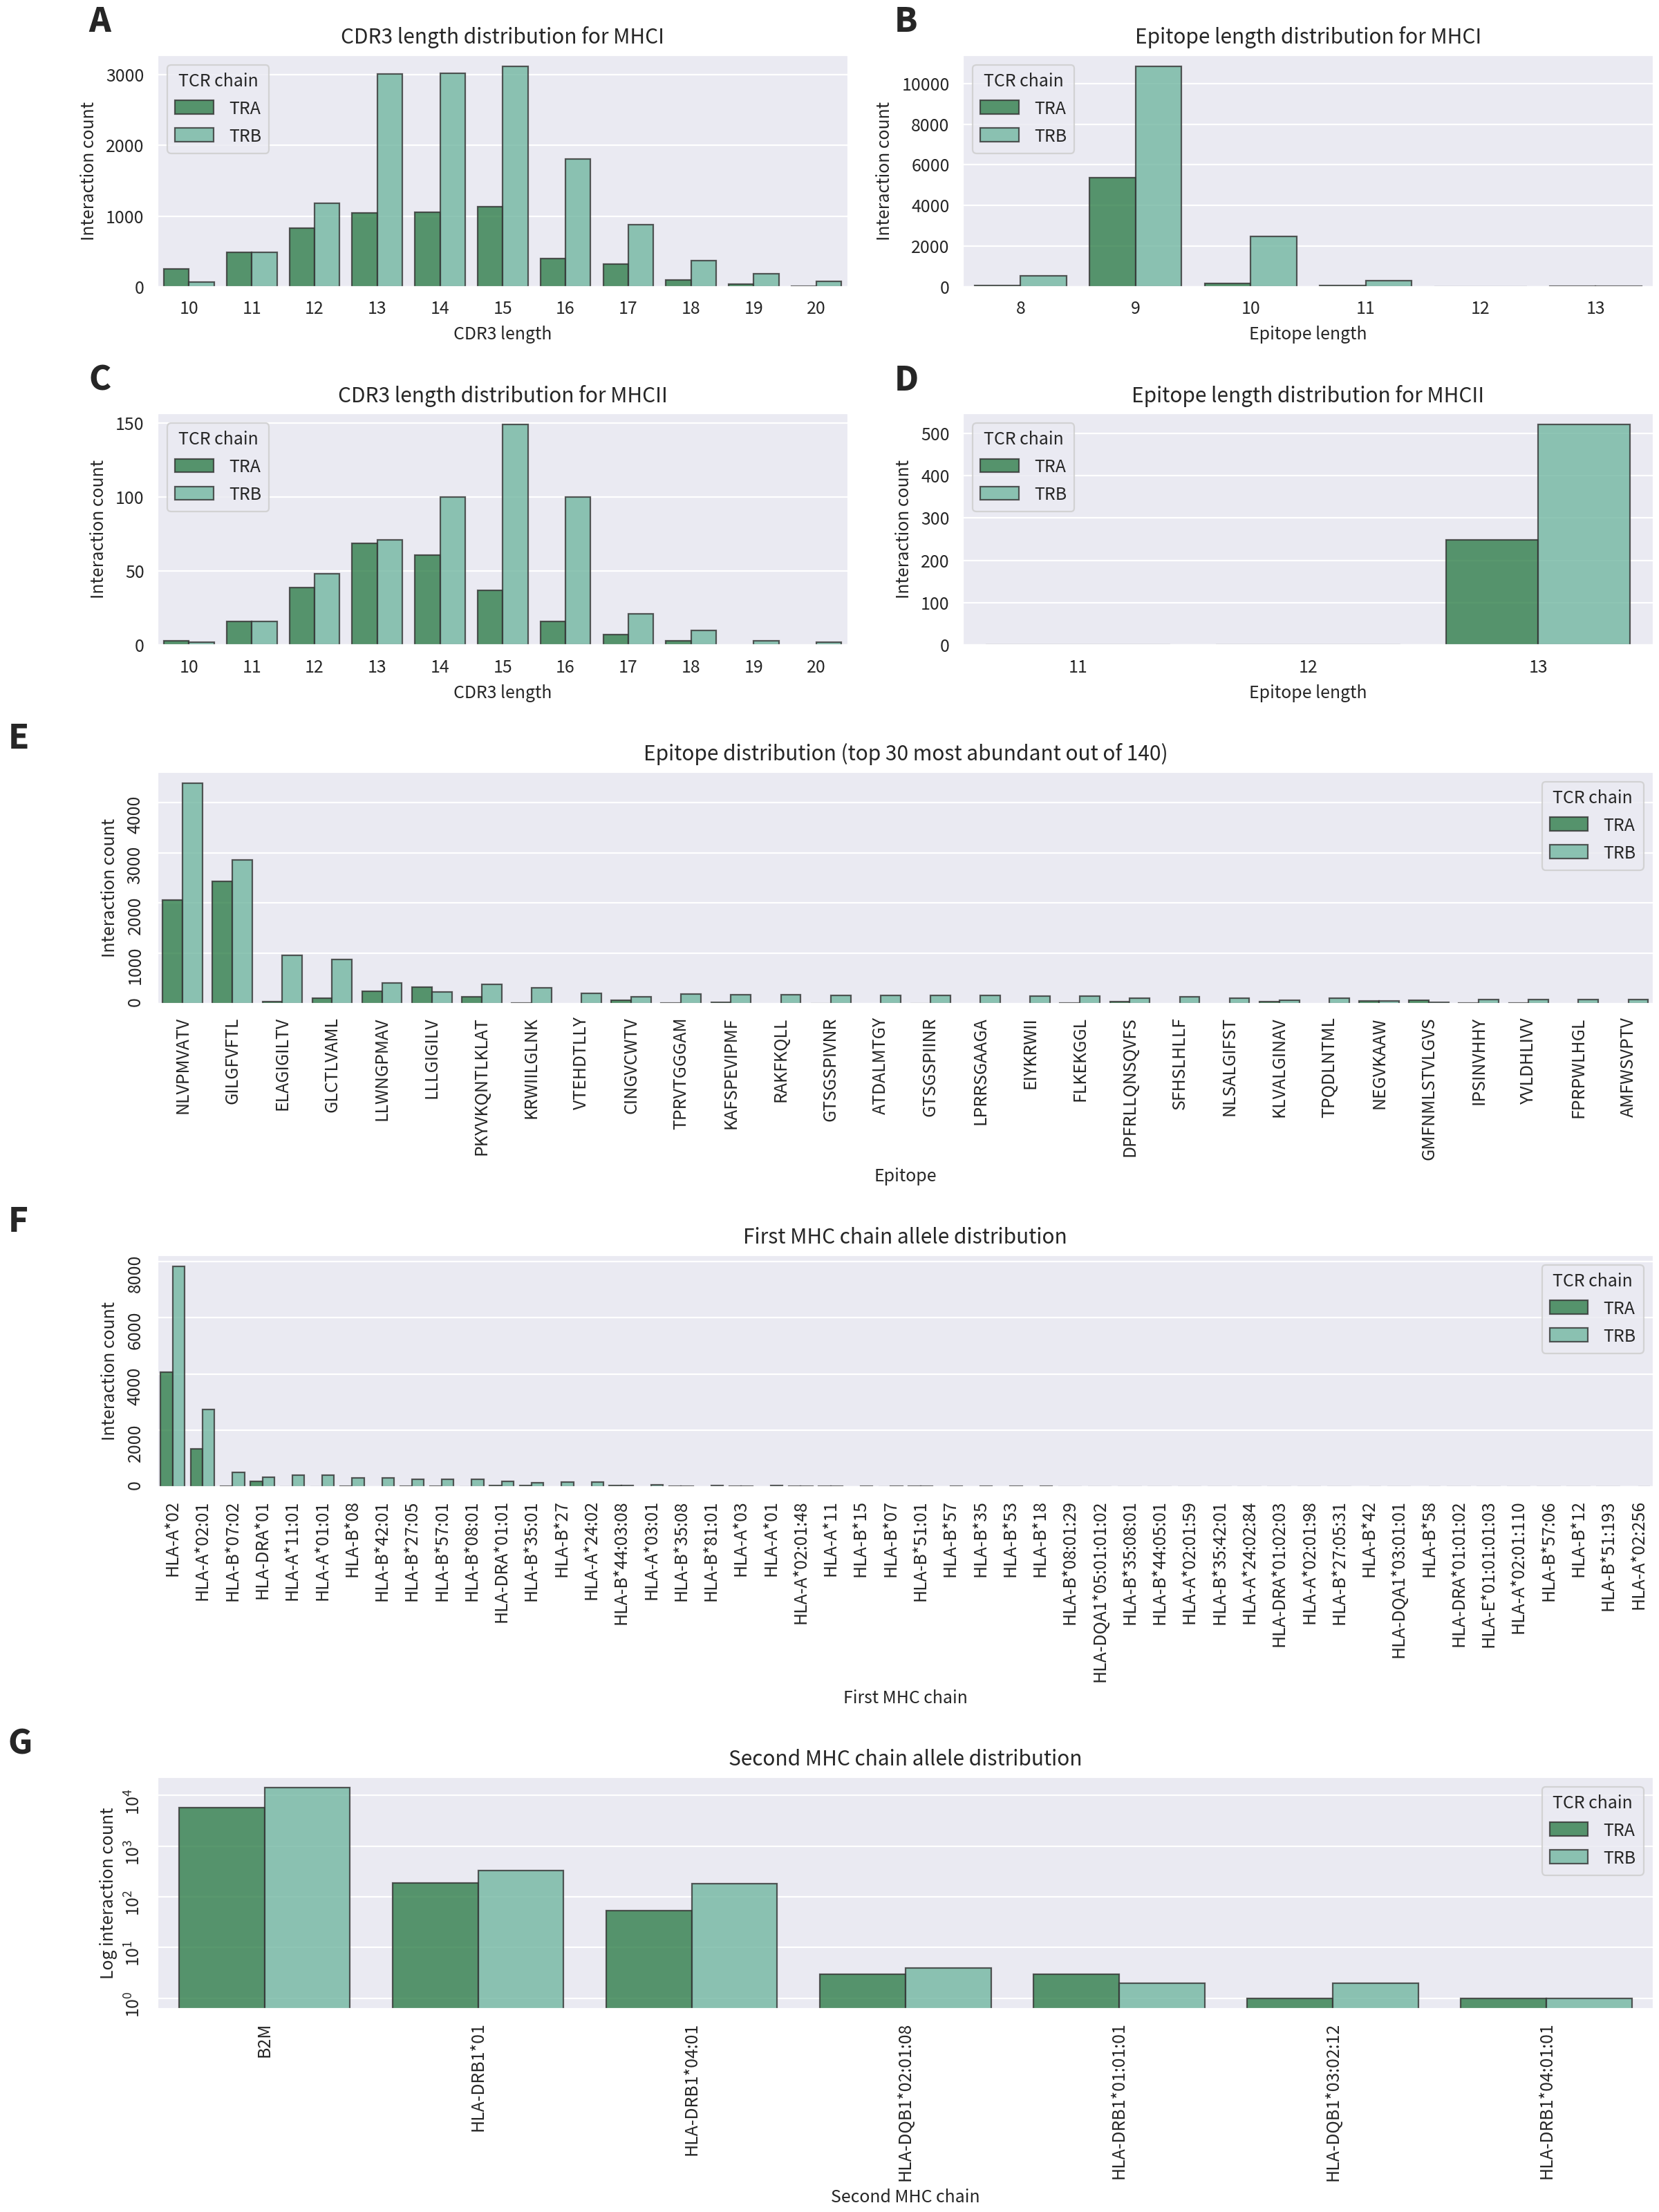 A
CDR3 length distribution for MHCI
TCR chain
TRA
TRB
Interaction count
3000
2000
1000
0
10 11 12 13 14 15 16 17 18 19 20
CDR3 length
B
Epitope length distribution for MHCI
TCR chain
TRA
TRB
Interaction count
10000
8000
6000
4000
2000
0
8 9 10 11 12 13
Epitope length
C
CDR3 length distribution for MHCII
TCR chain
TRA
TRB
Interaction count
150
100
50
0
10 11 12 13 14 15 16 17 18 19 20
CDR3 length
D
Epitope length distribution for MHCII
TCR chain
TRA
TRB
Interaction count
500
400
300
200
100
0
11 12 13
Epitope length
E
Epitope distribution (top 30 most abundant out of 140)
TCR chain
TRA
TRB
Interaction count
4000
3000
2000
1000
0
NLVPMVATV
GILGFVFTL
ELAGIGILTV
GLCTLVAML
LLWNGPMAV
LLLGIGILV
PKYVKQNTLKLAT
KRWIILGLNK
VTEHDTLLY
CINGVCWTV
TPRVTGGGAM
KAFSPEVIPMF
RAKFKQLL
GTSGSPIVNR
ATDALMTGY
GTSGSPIINR
LPRRSGAAGA
EIYKRWII
FLKEKGGL
DPFRLLQNSQVFS
SFHSLHLLF
NLSALGIFST
KLVALGINAV
TPQDLNTML
NEGVKAAW
GMFNMLSTVLGVS
IPSINVHHY
YVLDHLIVV
FPRPWLHGL
AMFWSVPTV
Epitope
F
First MHC chain allele distribution
TCR chain
TRA
TRB
Interaction count
8000
6000
4000
2000
0
HLA-A*02
HLA-A*02:01
HLA-B*07:02
HLA-DRA*01
HLA-A*11:01
HLA-A*01:01
HLA-B*08
HLA-B*42:01
HLA-B*27:05
HLA-B*57:01
HLA-B*08:01
HLA-DRA*01:01
HLA-B*35:01
HLA-B*27
HLA-A*24:02
HLA-B*44:03:08
HLA-A*03:01
HLA-B*35:08
HLA-B*81:01
HLA-A*03
HLA-A*01
HLA-A*02:01:48
HLA-A*11
HLA-B*15
HLA-B*07
HLA-B*51:01
HLA-B*57
HLA-B*35
HLA-B*53
HLA-B*18
HLA-B*08:01:29
HLA-DQA1*05:01:01:02
HLA-B*35:08:01
HLA-B*44:05:01
HLA-A*02:01:59
HLA-B*35:42:01
HLA-A*24:02:84
HLA-DRA*01:02:03
HLA-A*02:01:98
HLA-B*27:05:31
HLA-B*42
HLA-DQA1*03:01:01
HLA-B*58
HLA-DRA*01:01:02
HLA-E*01:01:01:03
HLA-A*02:01:110
HLA-B*57:06
HLA-B*12
HLA-B*51:193
HLA-A*02:256
First MHC chain
G
Second MHC chain allele distribution
TCR chain
TRA
TRB
Log interaction count
10⁴
10³
10²
10¹
10⁰
B2M
HLA-DRB1*01
HLA-DRB1*04:01
HLA-DQB1*02:01:08
HLA-DRB1*01:01:01
HLA-DQB1*03:02:12
HLA-DRB1*04:01:01
Second MHC chain